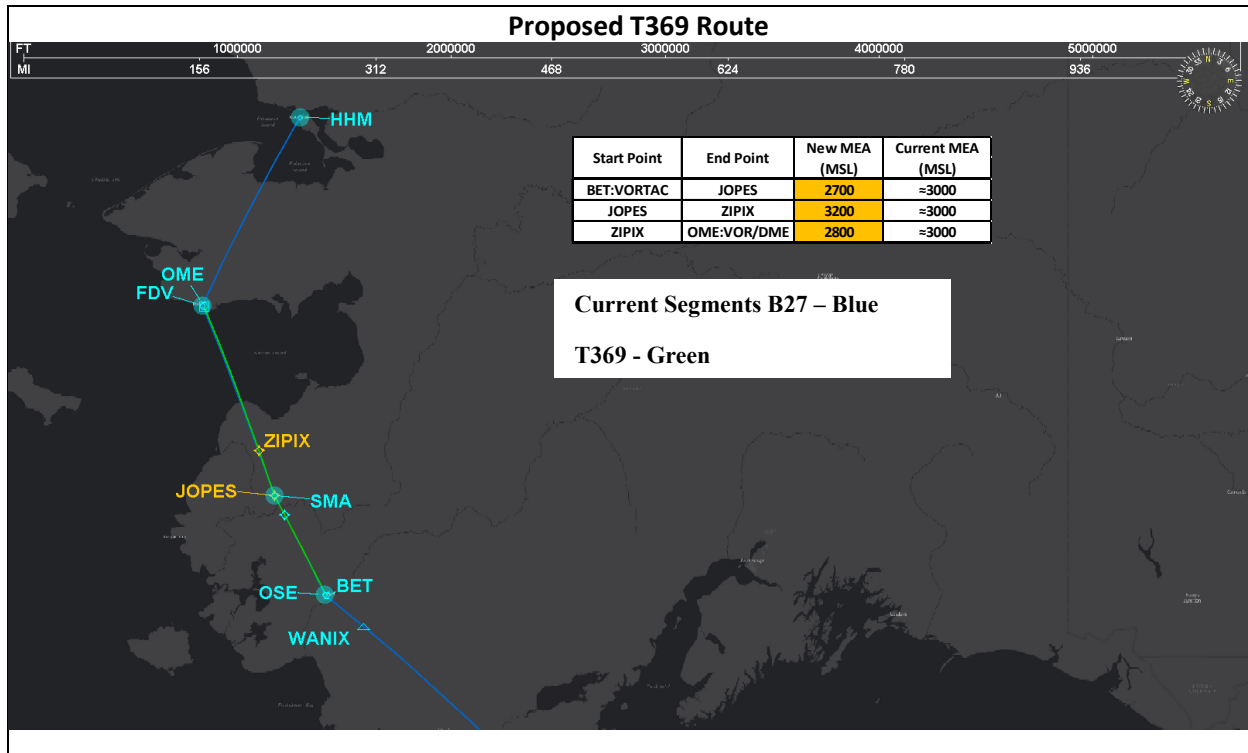 Proposed T369 Route
FT 1000000 2000000 3000000 4000000 5000000
MI 156 312 468 624 780 936
N
E
S
W
HHM
Start Point End Point New MEA (MSL) Current MEA (MSL)
BET:VORTAC JOPES 2700 ≈3000
JOPES ZIPIX 3200 ≈3000
ZIPIX OME:VOR/DME 2800 ≈3000
OME
FDV
Current Segments B27 – Blue
T369 - Green
ZIPIX
JOPES
SMA
OSE
BET
WANIX